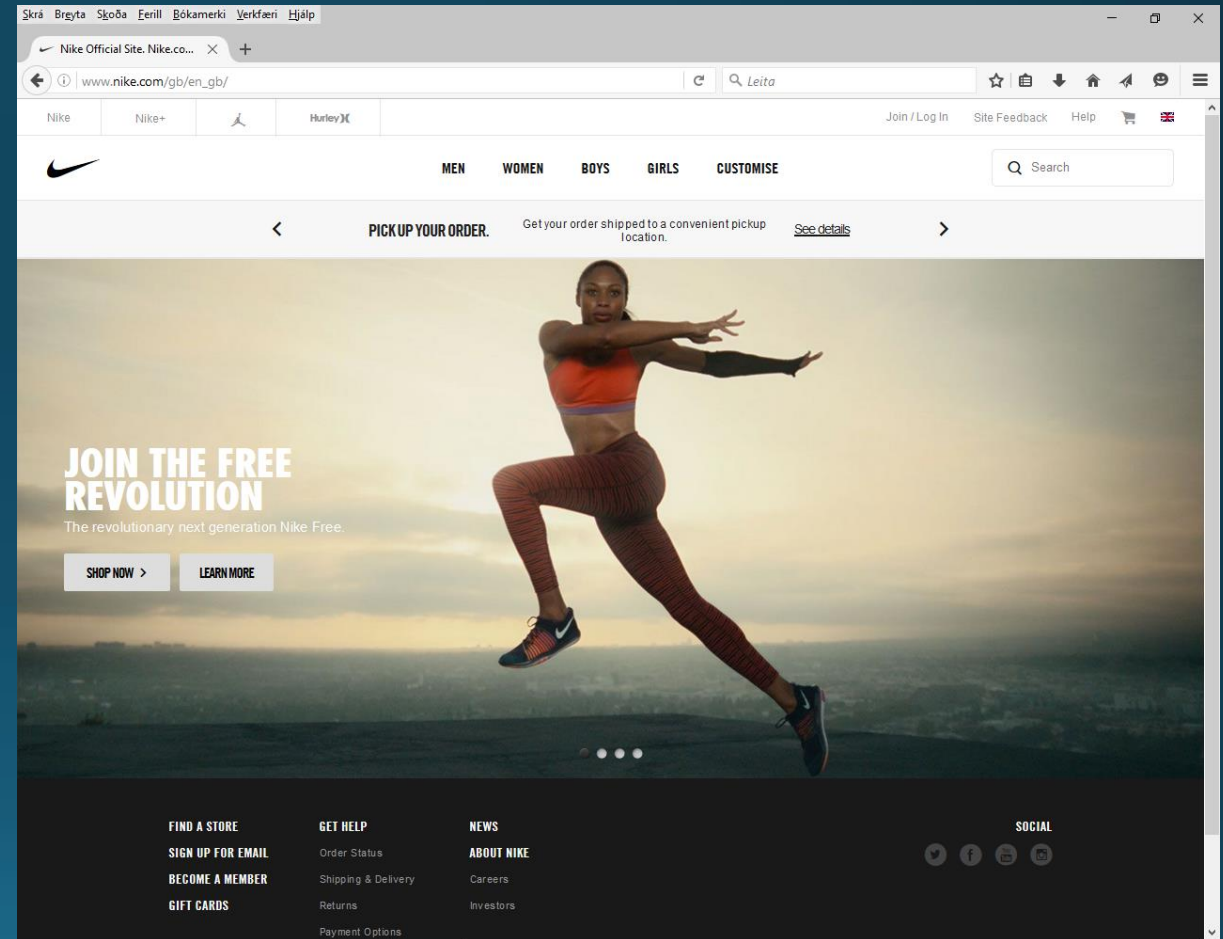 Skrá Breyta Skoða Ferill Bókamerki Verkfæri Hjálp
Nike Official Site. Nike.co...
www.nike.com/gb/en_gb/
Leita
Nike Nike+ Hurley Join / Log In Site Feedback Help
MEN WOMEN BOYS GIRLS CUSTOMISE Search
PICK UP YOUR ORDER. Get your order shipped to a convenient pickup
location.
See details
JOIN THE FREE
REVOLUTION
The revolutionary next generation Nike Free.
SHOP NOW > LEARN MORE
FIND A STORE GET HELP NEWS SOCIAL
SIGN UP FOR EMAIL Order Status ABOUT NIKE
BECOME A MEMBER Shipping & Delivery Careers
GIFT CARDS Returns Investors
Payment Options